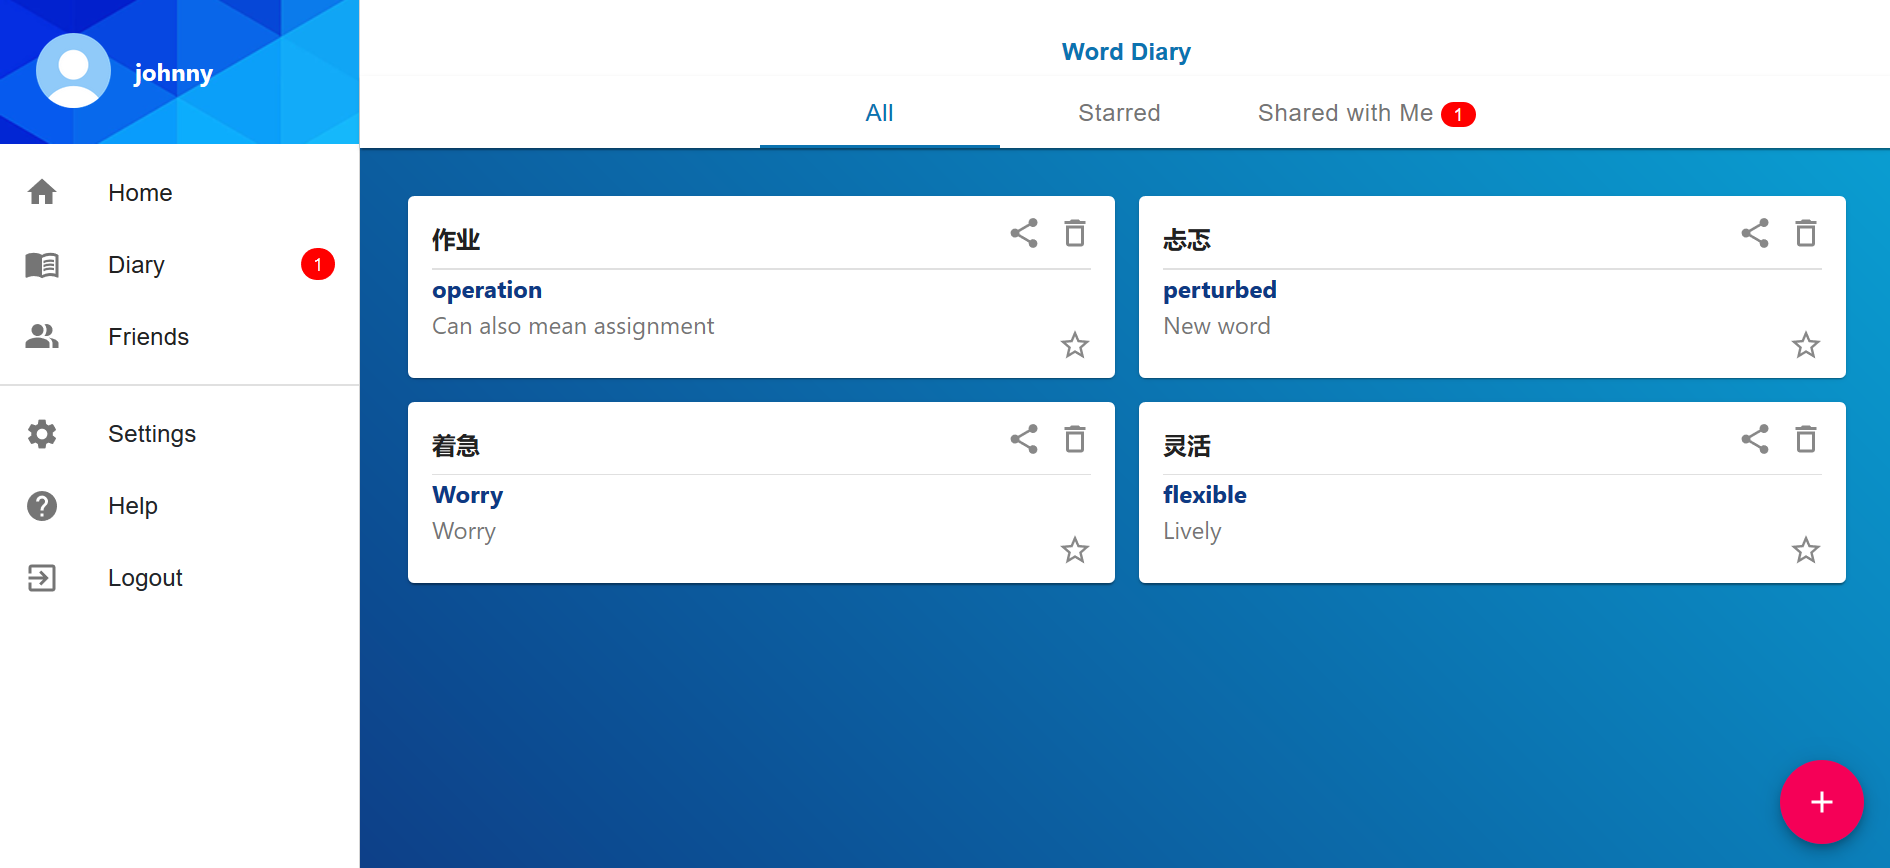 johnny
Home
Diary 1
Friends
Settings
Help
Logout
Word Diary
All Starred Shared with Me 1
作业
operation
Can also mean assignment
忐忑
perturbed
New word
着急
Worry
Worry
灵活
flexible
Lively